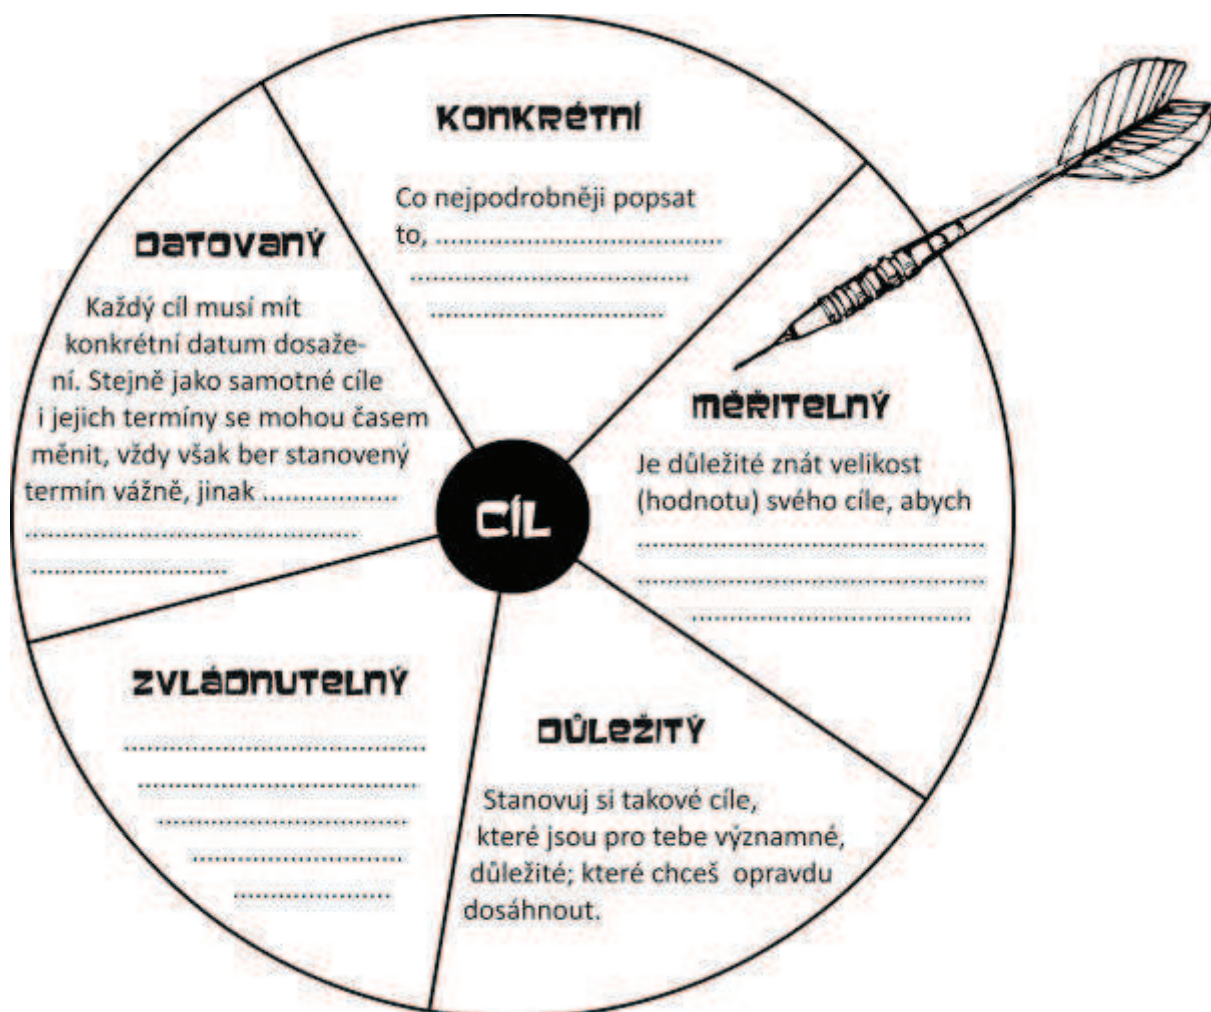 KONKRÉTNÍ
Co nejpodrobněji popsat
to, .......................................
......................................
................................
MĚŘITELNÝ
Je důležité znát velikost
(hodnotu) svého cíle, abych
...............................................
...............................................
......................................
DŮLEŽITÝ
Stanovuj si takové cíle,
které jsou pro tebe významné,
důležité; které chceš opravdu
dosáhnout.
ZVLÁDNUTELNÝ
.........................................
......................................
..................................
.............................
.....................
DATOVANÝ
Každý cíl musí mít
konkrétní datum dosaže-
ní. Stejně jako samotné cíle
i jejich termíny se mohou časem
měnit, vždy však ber stanovený
termín vážně, jinak ...................
.............................................
...........................
CÍL